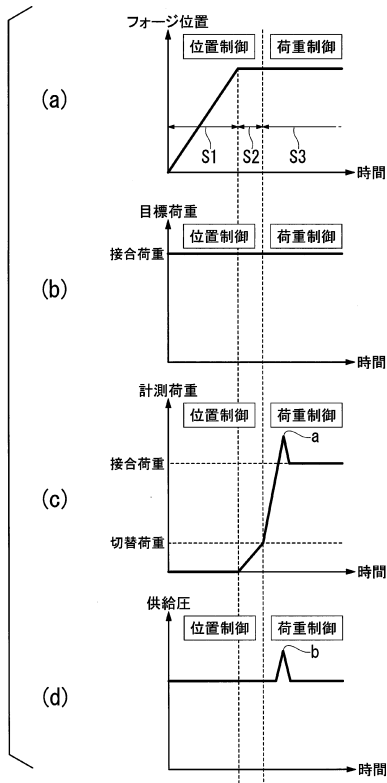 (a)
フォージ位置
位置制御 荷重制御
S1 S2 S3
時間
(b)
目標荷重
位置制御 荷重制御
接合荷重
時間
(c)
計測荷重
位置制御 荷重制御
a
接合荷重
切替荷重
時間
(d)
供給圧
位置制御 荷重制御
b
時間